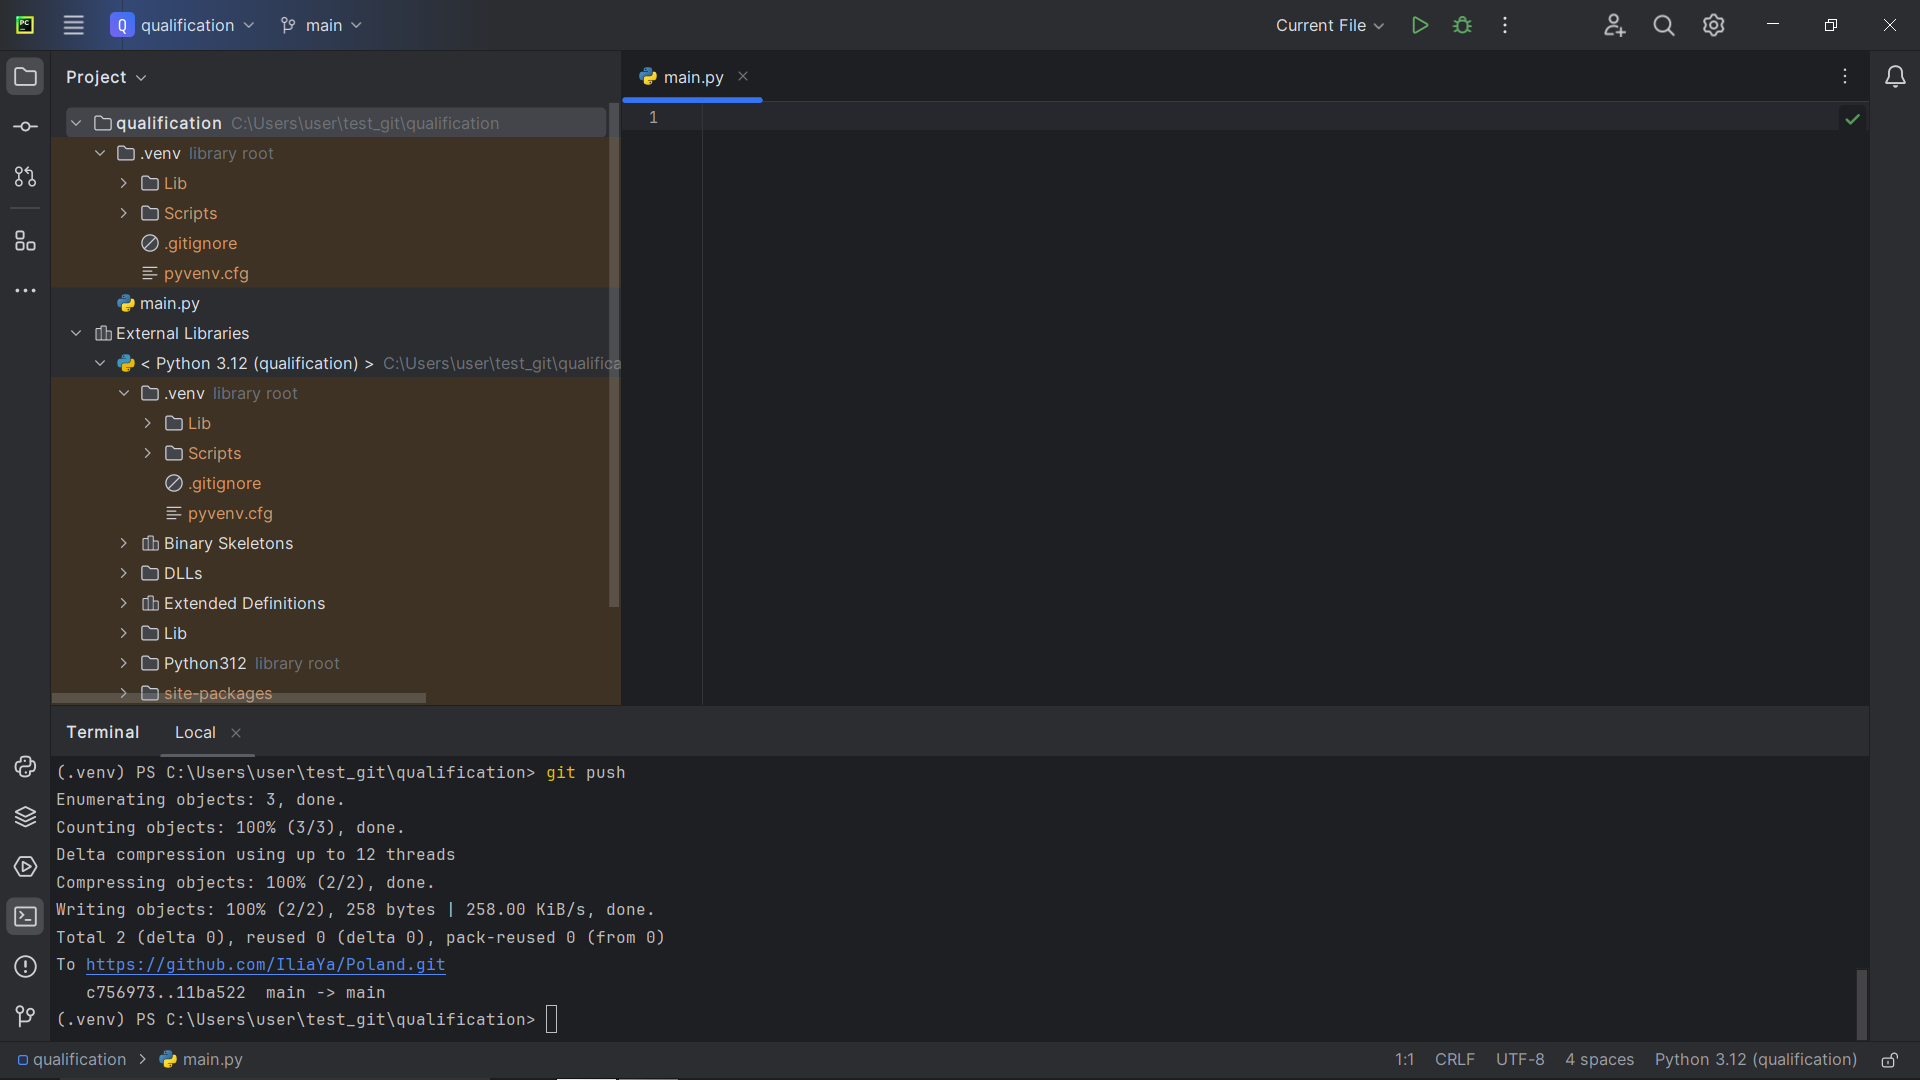 PC
Q qualification main
Current File
Project
main.py
qualification C:\Users\user\test_git\qualification
.venv library root
Lib
Scripts
.gitignore
pyvenv.cfg
main.py
External Libraries
< Python 3.12 (qualification) > C:\Users\user\test_git\qualifica
.venv library root
Lib
Scripts
.gitignore
pyvenv.cfg
Binary Skeletons
DLLs
Extended Definitions
Lib
Python312 library root
site-packages
1
Terminal Local
(.venv) PS C:\Users\user\test_git\qualification> git push
Enumerating objects: 3, done.
Counting objects: 100% (3/3), done.
Delta compression using up to 12 threads
Compressing objects: 100% (2/2), done.
Writing objects: 100% (2/2), 258 bytes | 258.00 KiB/s, done.
Total 2 (delta 0), reused 0 (delta 0), pack-reused 0 (from 0)
To https://github.com/IliaYa/Poland.git
c756973..11ba522 main -> main
(.venv) PS C:\Users\user\test_git\qualification>
qualification > main.py
1:1 CRLF UTF-8 4 spaces Python 3.12 (qualification)